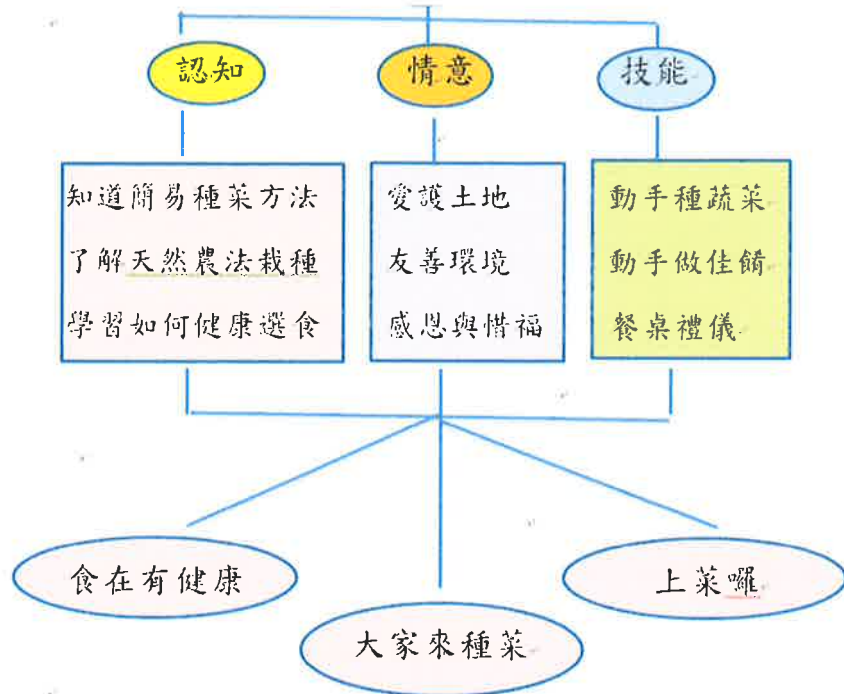 認知
情意
技能
知道簡易種菜方法
了解天然農法栽種
學習如何健康選食
愛護土地
友善環境
感恩與惜福
動手種蔬菜
動手做佳餚
餐桌禮儀
食在有健康
大家來種菜
上菜囉